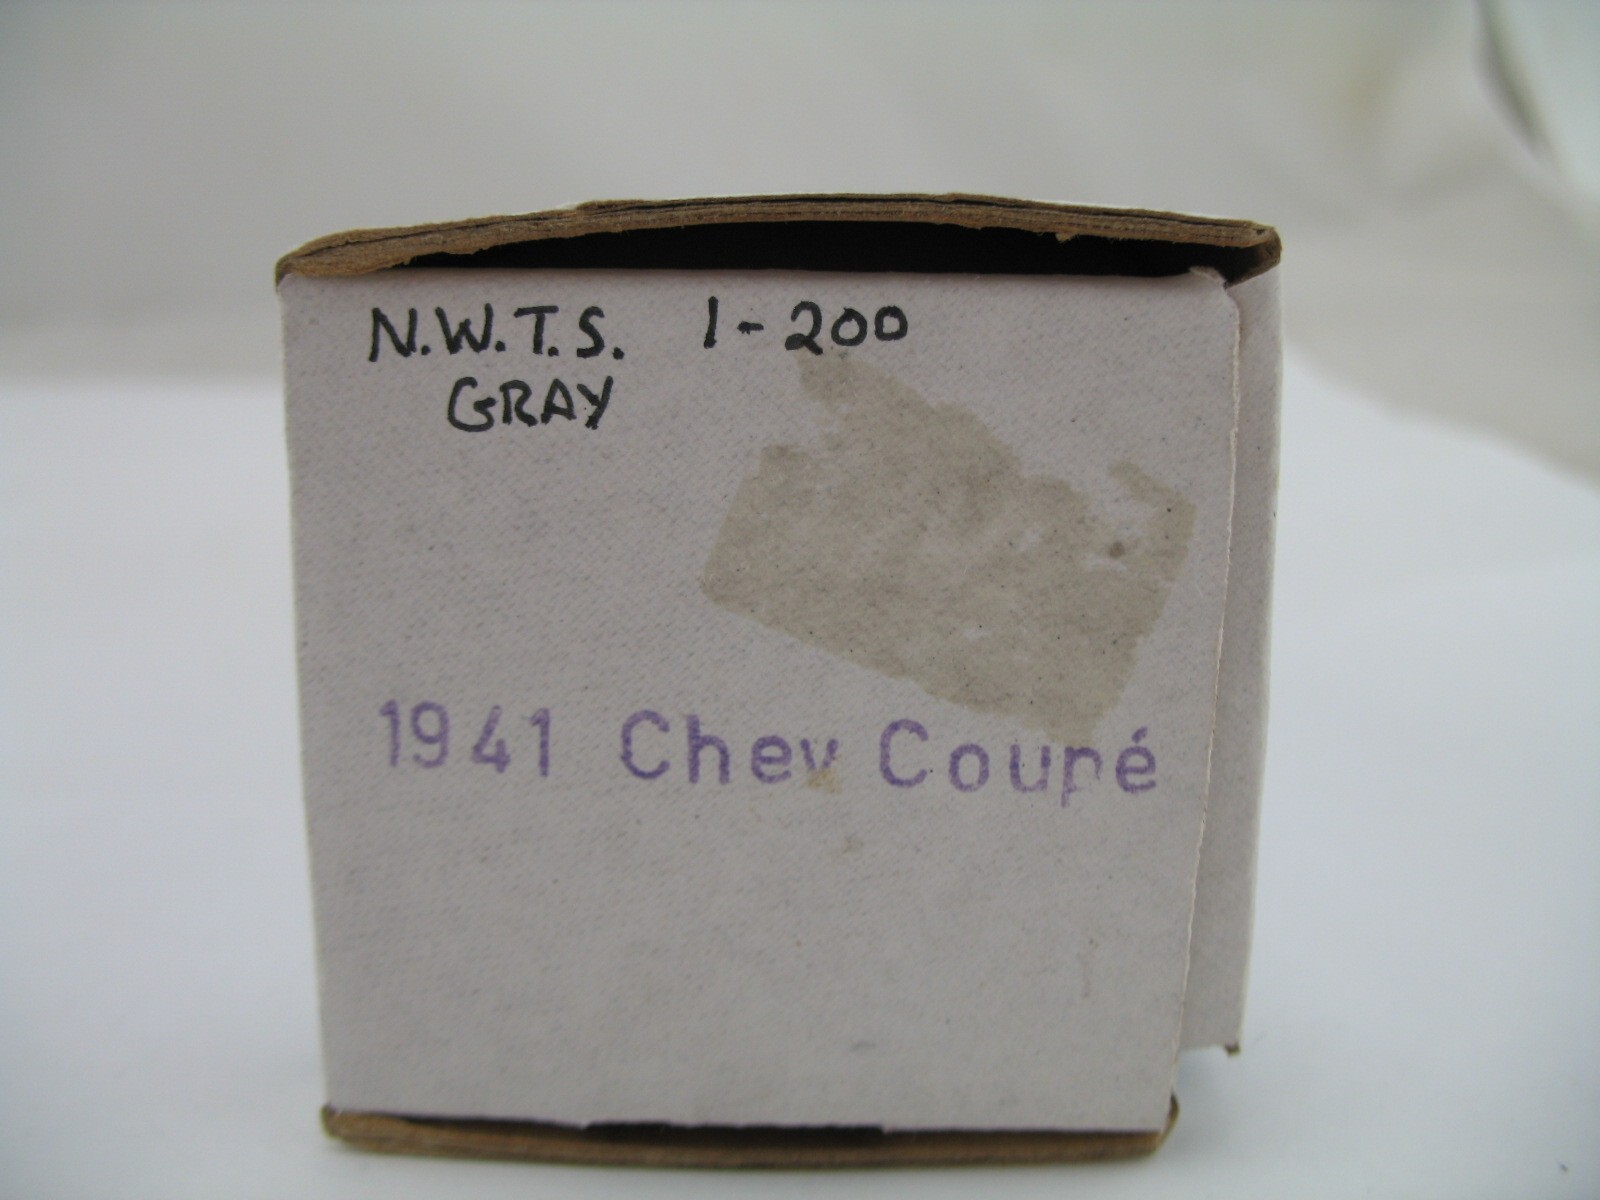 N.W.T.S. 1-200
GRAY
1941 Chev Coupé